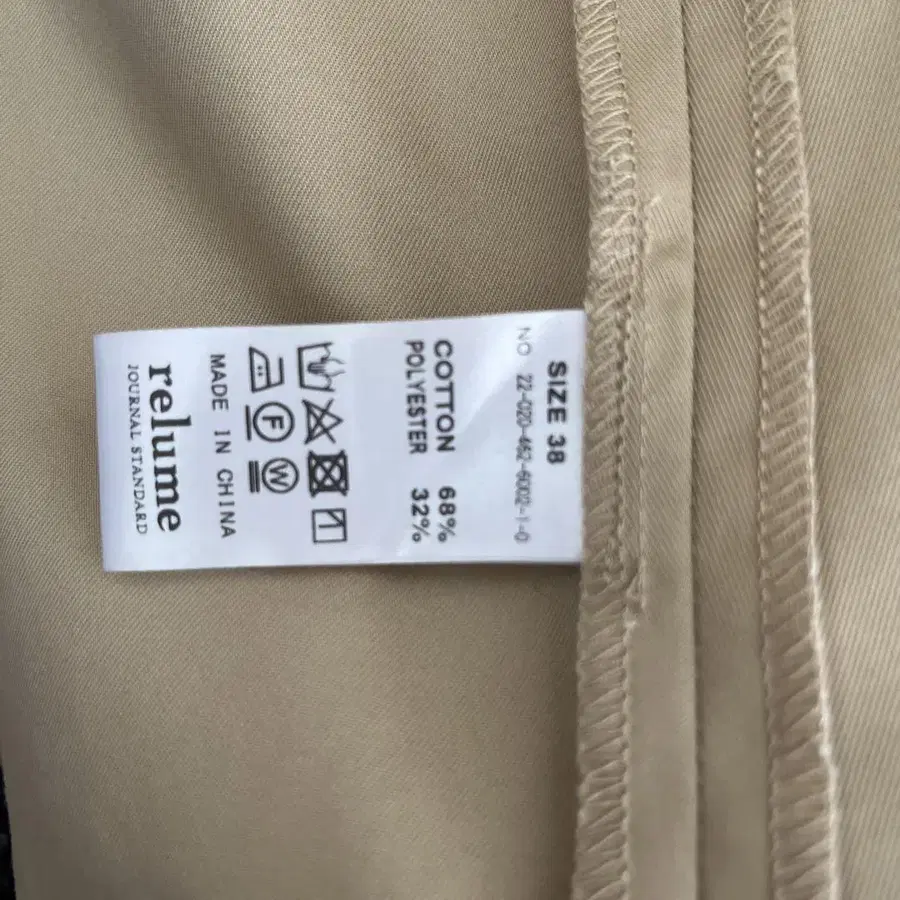 SIZE 38
NO 22-020-462-6002-1-0
COTTON 68%
POLYESTER 32%
F W
MADE IN CHINA
relume
JOURNAL STANDARD